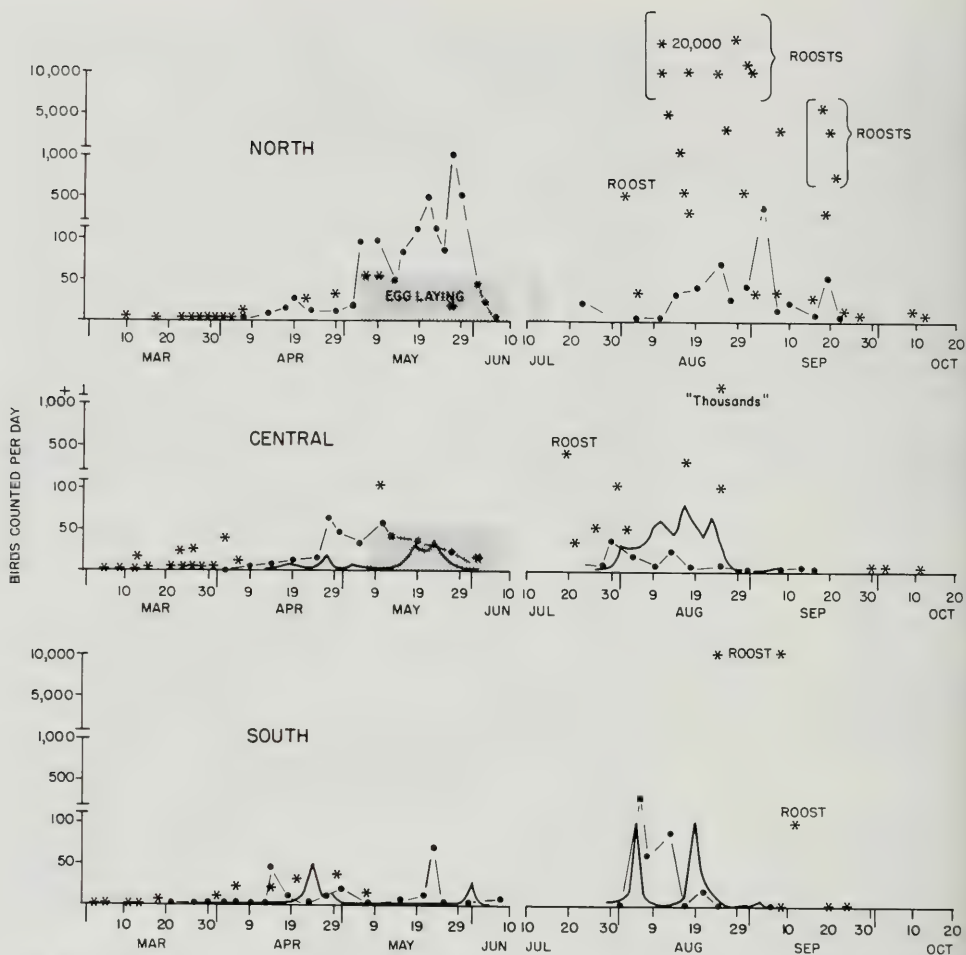 * 20,000 *
ROOSTS
10,000
5,000
ROOSTS
1,000
NORTH
500
ROOST
100
50
EGG LAYING
10 20 30 9 19 29 9 19 29 10 20 9 19 29 10 20 30 10 20
MAR APR MAY JUN JUL AUG SEP OCT
BIRDS COUNTED PER DAY
+ 1
"Thousands"
1,000
CENTRAL
500
ROOST
100
50
10 20 30 9 19 29 9 19 29 10 20 30 9 19 29 10 20 30 10 20
MAR APR MAY JUN JUL AUG SEP OCT
10,000
* ROOST *
5,000
SOUTH
1,000
500
100
ROOST
50
10 20 30 9 19 29 9 19 29 10 20 30 9 19 29 10 20 30 10 20
MAR APR MAY JUN JUL AUG SEP OCT